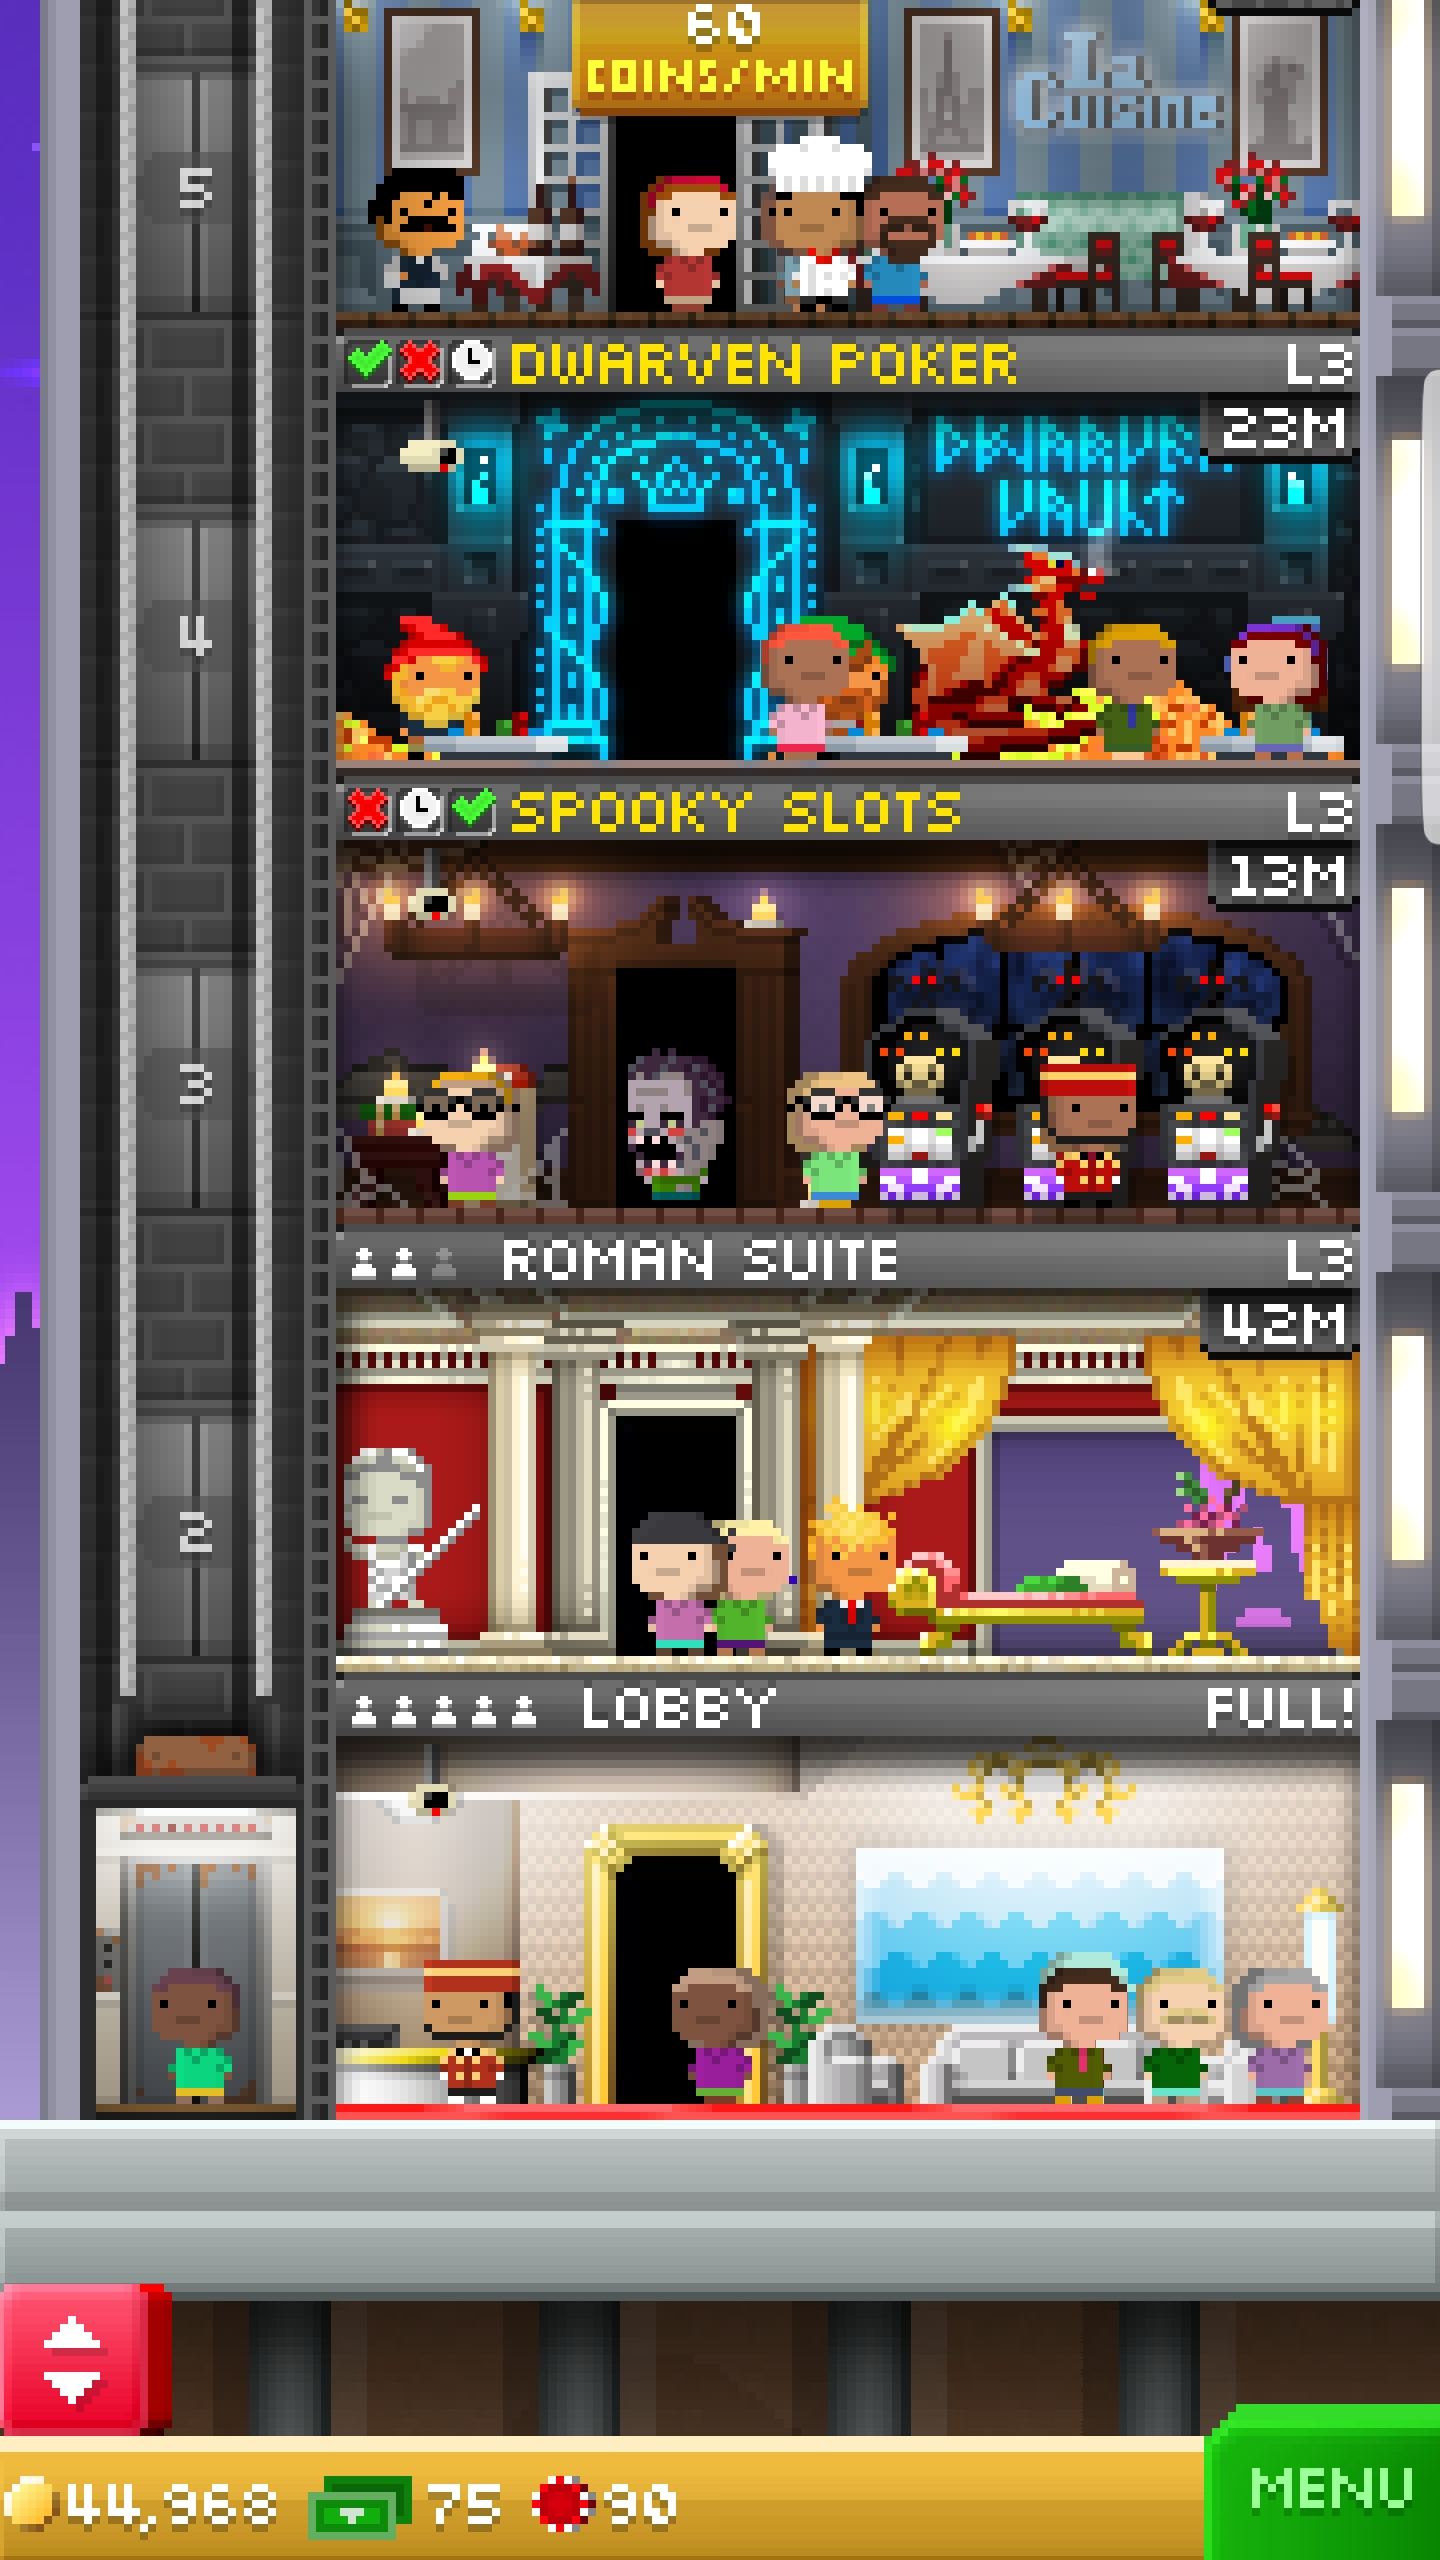 60
COINS/MIN
La
Cuisine
5
DWARVEN POKER L3
23M
DWARVEN
VAULT
4
SPOOKY SLOTS L3
13M
3
ROMAN SUITE L3
42M
2
LOBBY FULL!
44,968 75 90
MENU